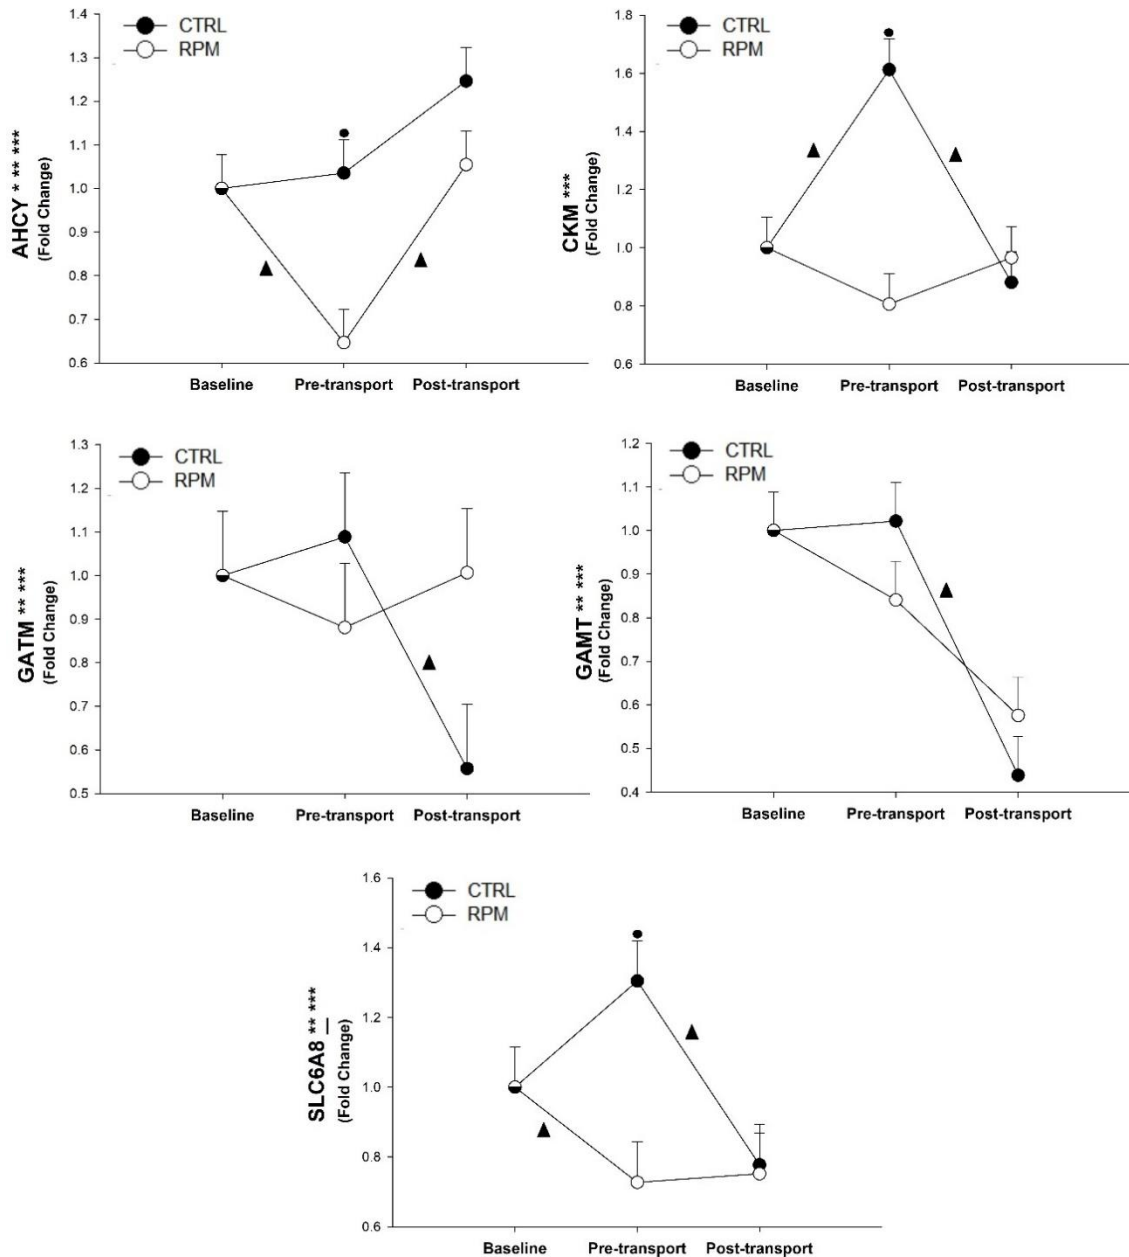 CTRL
RPM
1.4
1.3
1.2
1.1
1.0
0.9
0.8
0.7
0.6
AHCY * ** ***
(Fold Change)
Baseline Pre-transport Post-transport
CTRL
RPM
1.8
1.6
1.4
1.2
1.0
0.8
0.6
CKM ***
(Fold Change)
Baseline Pre-transport Post-transport
CTRL
RPM
1.3
1.2
1.1
1.0
0.9
0.8
0.7
0.6
0.5
GATM ** ***
(Fold Change)
Baseline Pre-transport Post-transport
CTRL
RPM
1.2
1.1
1.0
0.9
0.8
0.7
0.6
0.5
0.4
GAMT ** ***
(Fold Change)
Baseline Pre-transport Post-transport
CTRL
RPM
1.6
1.4
1.2
1.0
0.8
0.6
SLC6A8 ** ***
(Fold Change)
Baseline Pre-transport Post-transport